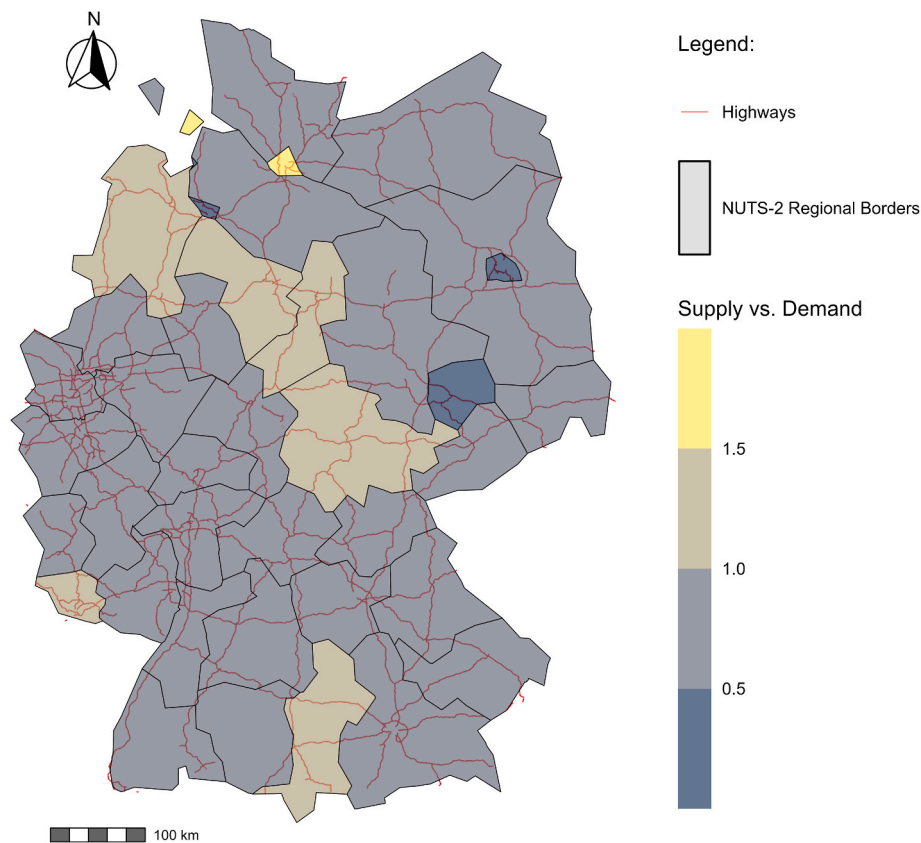 N
Legend:
Highways
NUTS-2 Regional Borders
Supply vs. Demand
1.5
1.0
0.5
100 km